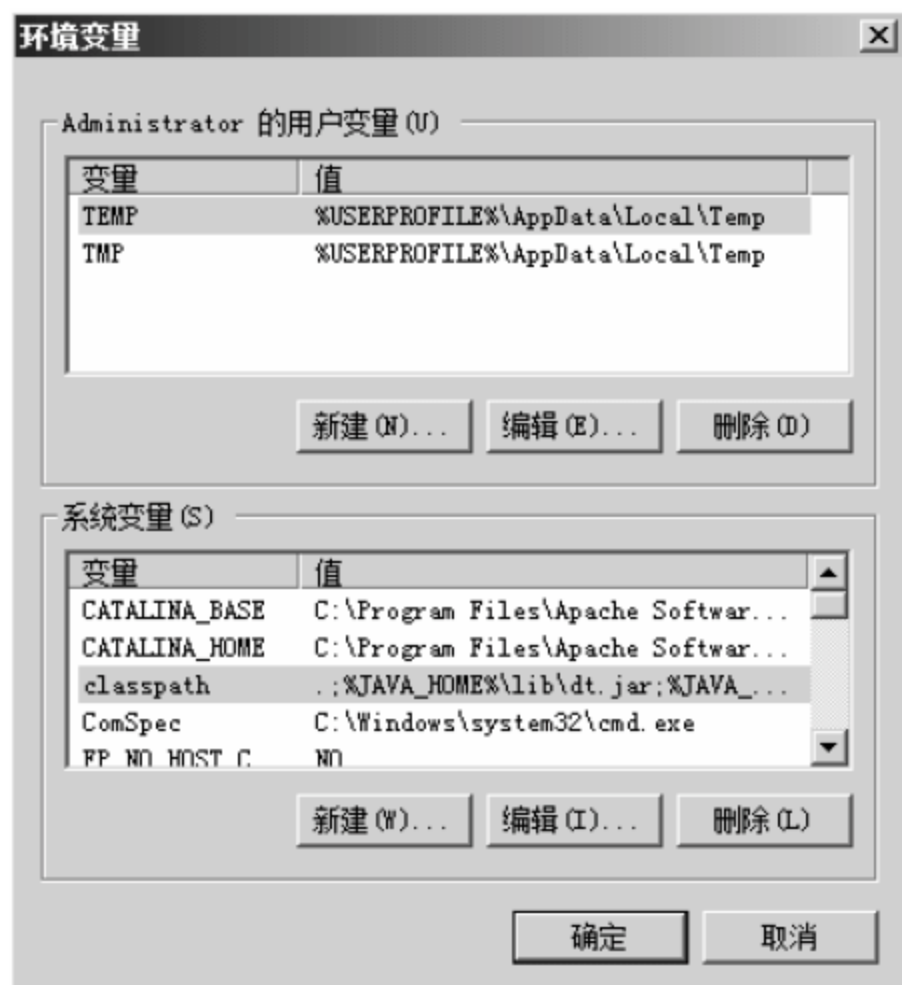 环境变量
Administrator 的用户变量(U)
变量 值
TEMP %USERPROFILE%\AppData\Local\Temp
TMP %USERPROFILE%\AppData\Local\Temp
新建(N)... 编辑(E)... 删除(D)
系统变量(S)
变量 值
CATALINA_BASE C:\Program Files\Apache Softwar...
CATALINA_HOME C:\Program Files\Apache Softwar...
classpath .;%JAVA_HOME%\lib\dt.jar;%JAVA_...
ComSpec C:\Windows\system32\cmd.exe
FP_NO_HOST_C NO
新建(W)... 编辑(I)... 删除(L)
确定 取消